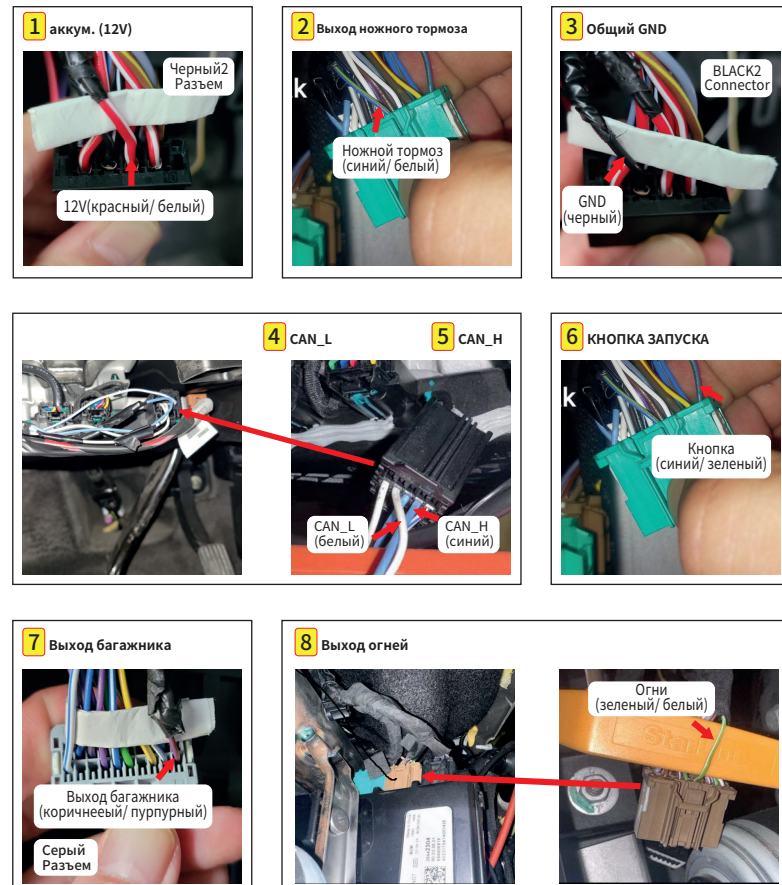 1 аккум. (12V)
Черный2
Разъем
12V(красный/ белый)
2 Выход ножного тормоза
k
Ножной тормоз
(синий/ белый)
3 Общий GND
BLACK2
Connector
GND
(черный)
4 CAN_L
5 CAN_H
CAN_L
(белый)
CAN_H
(синий)
6 КНОПКА ЗАПУСКА
k
Кнопка
(синий/ зеленый)
7 Выход багажника
Выход багажника
(коричнееый/ пурпурный)
Серый
Разъем
8 Выход огней
Огни
(зеленый/ белый)